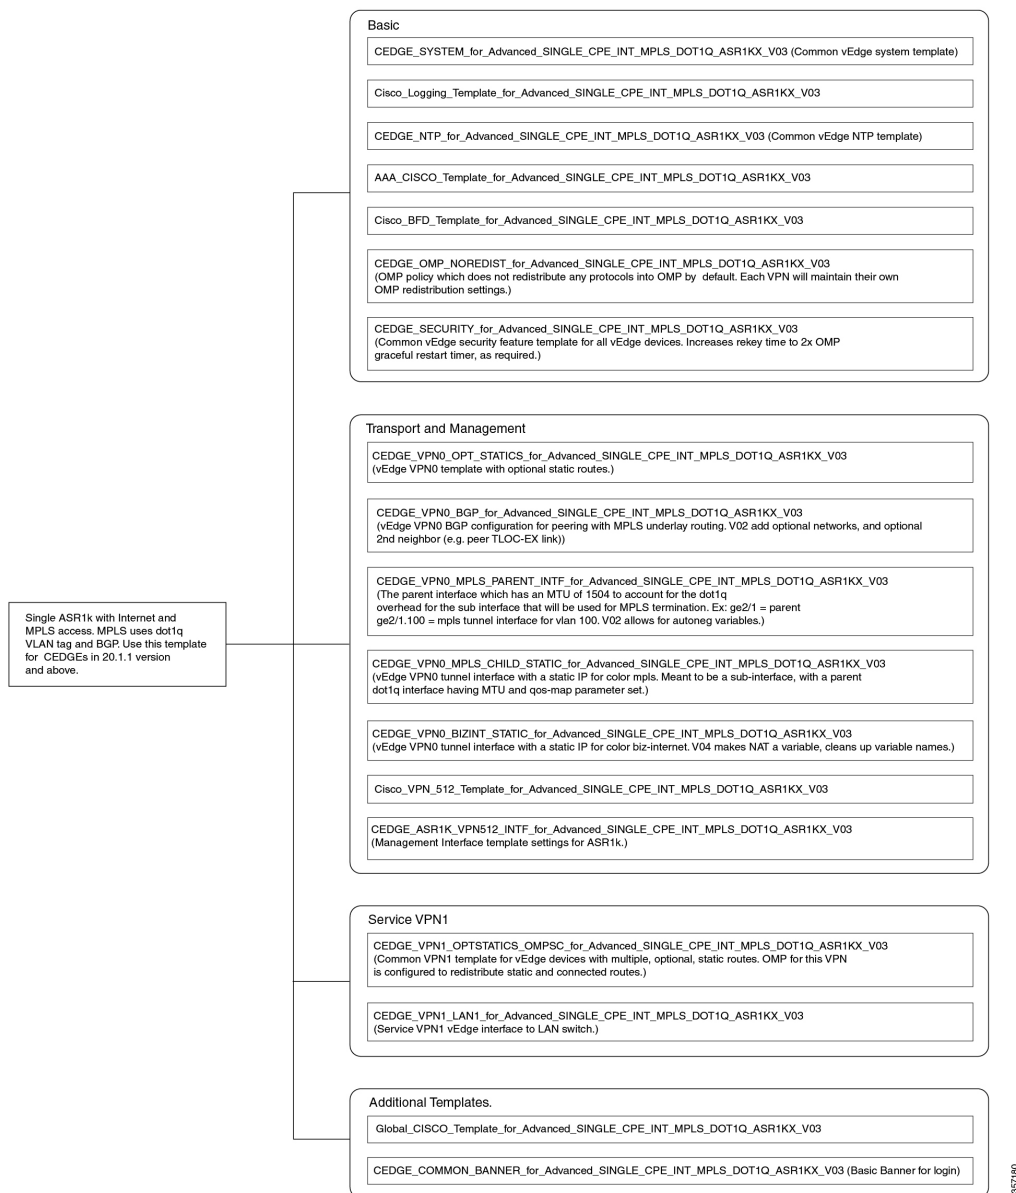 Basic
CEDGE_SYSTEM_for_Advanced_SINGLE_CPE_INT_MPLS_DOT1Q_ASR1KX_V03 (Common vEdge system template)
Cisco_Logging_Template_for_Advanced_SINGLE_CPE_INT_MPLS_DOT1Q_ASR1KX_V03
CEDGE_NTP_for_Advanced_SINGLE_CPE_INT_MPLS_DOT1Q_ASR1KX_V03 (Common vEdge NTP template)
AAA_CISCO_Template_for_Advanced_SINGLE_CPE_INT_MPLS_DOT1Q_ASR1KX_V03
Cisco_BFD_Template_for_Advanced_SINGLE_CPE_INT_MPLS_DOT1Q_ASR1KX_V03
CEDGE_OMP_NOREDIST_for_Advanced_SINGLE_CPE_INT_MPLS_DOT1Q_ASR1KX_V03
(OMP policy which does not redistribute any protocols into OMP by default. Each VPN will maintain their own
OMP redistribution settings.)
CEDGE_SECURITY_for_Advanced_SINGLE_CPE_INT_MPLS_DOT1Q_ASR1KX_V03
(Common vEdge security feature template for all vEdge devices. Increases rekey time to 2x OMP
graceful restart timer, as required.)
Transport and Management
CEDGE_VPN0_OPT_STATICS_for_Advanced_SINGLE_CPE_INT_MPLS_DOT1Q_ASR1KX_V03
(vEdge VPN0 template with optional static routes.)
CEDGE_VPN0_BGP_for_Advanced_SINGLE_CPE_INT_MPLS_DOT1Q_ASR1KX_V03
(vEdge VPN0 BGP configuration for peering with MPLS underlay routing. V02 add optional networks, and optional
2nd neighbor (e.g. peer TLOC-EX link))
CEDGE_VPN0_MPLS_PARENT_INTF_for_Advanced_SINGLE_CPE_INT_MPLS_DOT1Q_ASR1KX_V03
(The parent interface which has an MTU of 1504 to account for the dot1q
overhead for the sub interface that will be used for MPLS termination. Ex: ge2/1 = parent
ge2/1.100 = mpls tunnel interface for vlan 100. V02 allows for autoneg variables.)
Single ASR1k with Internet and
MPLS access. MPLS uses dot1q
VLAN tag and BGP. Use this template
for CEDGEs in 20.1.1 version
and above.
CEDGE_VPN0_MPLS_CHILD_STATIC_for_Advanced_SINGLE_CPE_INT_MPLS_DOT1Q_ASR1KX_V03
(vEdge VPN0 tunnel interface with a static IP for color mpls. Meant to be a sub-interface, with a parent
dot1q interface having MTU and qos-map parameter set.)
CEDGE_VPN0_BIZINT_STATIC_for_Advanced_SINGLE_CPE_INT_MPLS_DOT1Q_ASR1KX_V03
(vEdge VPN0 tunnel interface with a static IP for color biz-internet. V04 makes NAT a variable, cleans up variable names.)
Cisco_VPN_512_Template_for_Advanced_SINGLE_CPE_INT_MPLS_DOT1Q_ASR1KX_V03
CEDGE_ASR1K_VPN512_INTF_for_Advanced_SINGLE_CPE_INT_MPLS_DOT1Q_ASR1KX_V03
(Management Interface template settings for ASR1k.)
Service VPN1
CEDGE_VPN1_OPTSTATICS_OMPSC_for_Advanced_SINGLE_CPE_INT_MPLS_DOT1Q_ASR1KX_V03
(Common VPN1 template for vEdge devices with multiple, optional, static routes. OMP for this VPN
is configured to redistribute static and connected routes.)
CEDGE_VPN1_LAN1_for_Advanced_SINGLE_CPE_INT_MPLS_DOT1Q_ASR1KX_V03
(Service VPN1 vEdge interface to LAN switch.)
Additional Templates.
Global_CISCO_Template_for_Advanced_SINGLE_CPE_INT_MPLS_DOT1Q_ASR1KX_V03
CEDGE_COMMON_BANNER_for_Advanced_SINGLE_CPE_INT_MPLS_DOT1Q_ASR1KX_V03 (Basic Banner for login)
357180